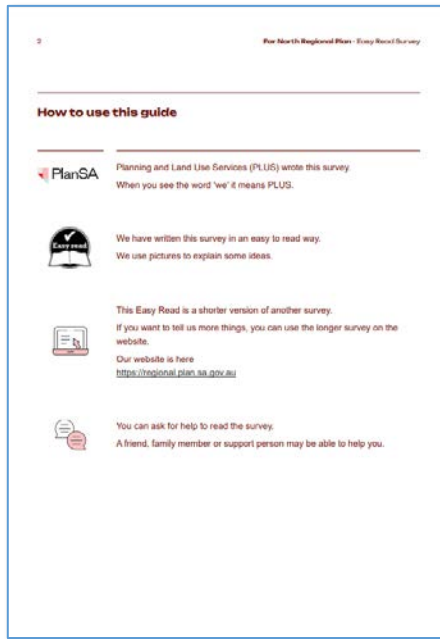 2
Far North Regional Plan - Easy Read Survey
How to use this guide
PlanSA
Planning and Land Use Services (PLUS) wrote this survey.
When you see the word 'we' it means PLUS.
Easy read
We have written this survey in an easy to read way.
We use pictures to explain some ideas.
This Easy Read is a shorter version of another survey.
If you want to tell us more things, you can use the longer survey on the
website.
Our website is here
https://regional.plan.sa.gov.au
You can ask for help to read the survey.
A friend, family member or support person may be able to help you.